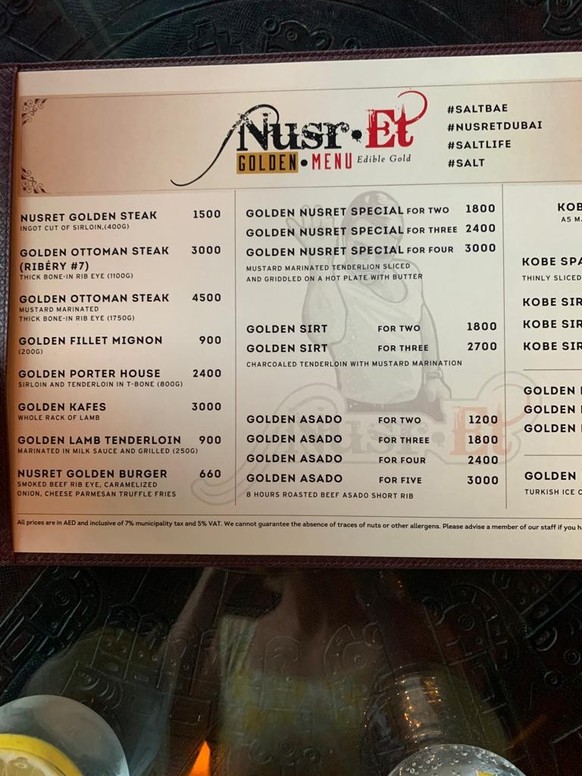 Nusr.Et
GOLDEN•MENU Edible Gold
#SALTBAE
#NUSRETDUBAI
#SALTLIFE
#SALT
NUSRET GOLDEN STEAK 1500
INGOT CUT OF SIRLOIN,(400G)
GOLDEN OTTOMAN STEAK 3000
(RIBÉRY #7)
THICK BONE-IN RIB EYE (1100G)
GOLDEN OTTOMAN STEAK 4500
MUSTARD MARINATED
THICK BONE-IN RIB EYE (1750G)
GOLDEN FILLET MIGNON 900
(200G)
GOLDEN PORTER HOUSE 2400
SIRLOIN AND TENDERLOIN IN T-BONE (800G)
GOLDEN KAFES 3000
WHOLE RACK OF LAMB
GOLDEN LAMB TENDERLOIN 900
MARINATED IN MILK SAUCE AND GRILLED (250G)
NUSRET GOLDEN BURGER 660
SMOKED BEEF RIB EYE, CARAMELIZED
ONION, CHEESE PARMESAN TRUFFLE FRIES
GOLDEN NUSRET SPECIAL FOR TWO 1800
GOLDEN NUSRET SPECIAL FOR THREE 2400
GOLDEN NUSRET SPECIAL FOR FOUR 3000
MUSTARD MARINATED TENDERLION SLICED
AND GRIDDLED ON A HOT PLATE WITH BUTTER
GOLDEN SIRT FOR TWO 1800
GOLDEN SIRT FOR THREE 2700
CHARCOALED TENDERLOIN WITH MUSTARD MARINATION
GOLDEN ASADO FOR TWO 1200
GOLDEN ASADO FOR THREE 1800
GOLDEN ASADO FOR FOUR 2400
GOLDEN ASADO FOR FIVE 3000
8 HOURS ROASTED BEEF ASADO SHORT RIB
KOB
A5 M
KOBE SPA
THINLY SLICED
KOBE SIR
KOBE SIR
KOBE SIR
GOLDEN
GOLDEN
GOLDEN
GOLDEN
TURKISH ICE C
All prices are in AED and inclusive of 7% municipality tax and 5% VAT. We cannot guarantee the absence of traces of nuts or other allergens. Please advise a member of our staff if you h